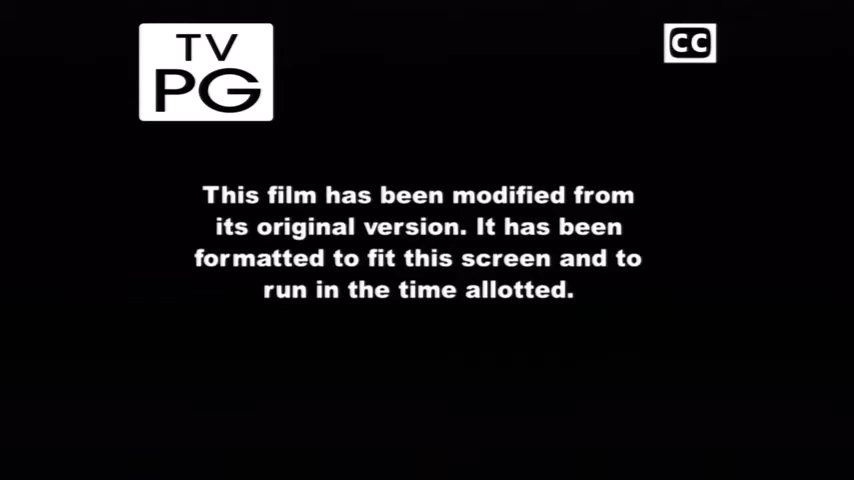 TV
PG
CC
This film has been modified from
its original version. It has been
formatted to fit this screen and to
run in the time allotted.